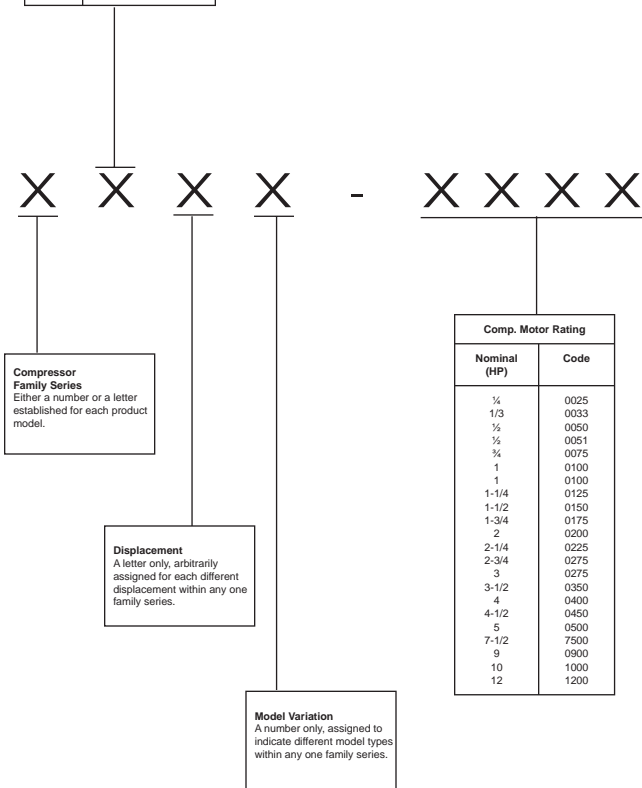 X X X X - X X X X
Compressor
Family Series
Either a number or a letter
established for each product
model.
Displacement
A letter only, arbitrarily
assigned for each different
displacement within any one
family series.
Model Variation
A number only, assigned to
indicate different model types
within any one family series.
Comp. Motor Rating
Nominal Code
(HP)
¼ 0025
1/3 0033
½ 0050
½ 0051
¾ 0075
1 0100
1 0100
1-1/4 0125
1-1/2 0150
1-3/4 0175
2 0200
2-1/4 0225
2-3/4 0275
3 0275
3-1/2 0350
4 0400
4-1/2 0450
5 0500
7-1/2 7500
9 0900
10 1000
12 1200